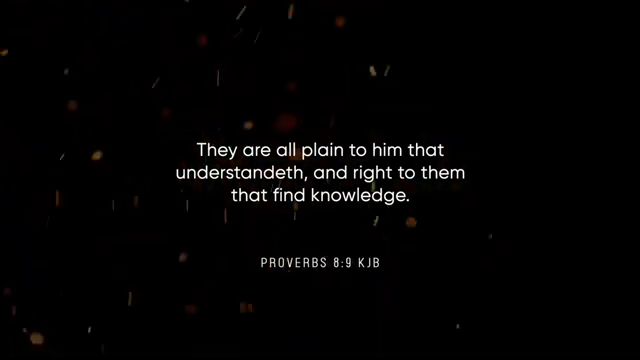 They are all plain to him that
understandeth, and right to them
that find knowledge.
PROVERBS 8:9 KJB